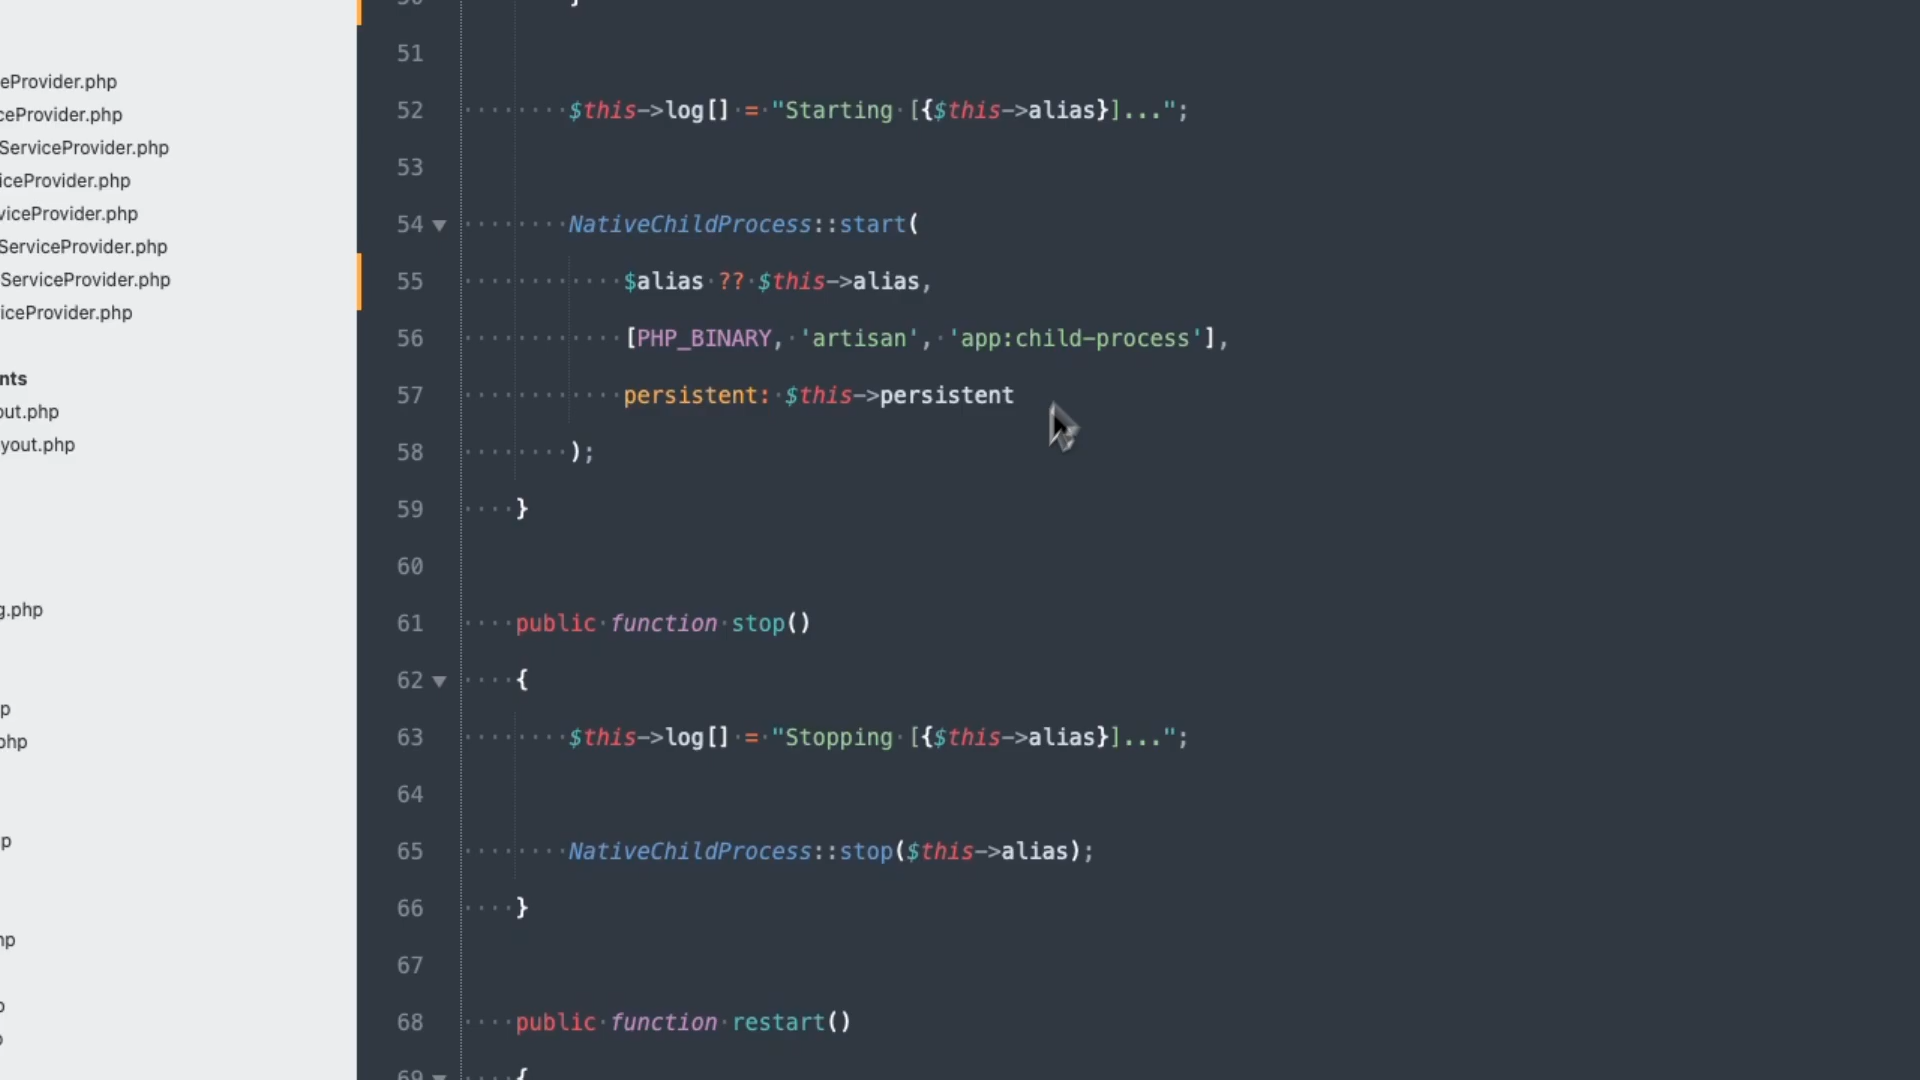 eProvider.php
ceProvider.php
ServiceProvider.php
iceProvider.php
viceProvider.php
ServiceProvider.php
ServiceProvider.php
iceProvider.php
nts
out.php
yout.php
g.php
p
php
p
np
}
51
52 $this->log[] = "Starting [{$this->alias}]...";
53
54 NativeChildProcess::start(
55 $alias ?? $this->alias,
56 [PHP_BINARY, 'artisan', 'app:child-process'],
57 persistent: $this->persistent
58 );
59 }
60
61 public function stop()
62 {
63 $this->log[] = "Stopping [{$this->alias}]...";
64
65 NativeChildProcess::stop($this->alias);
66 }
67
68 public function restart()
69 {